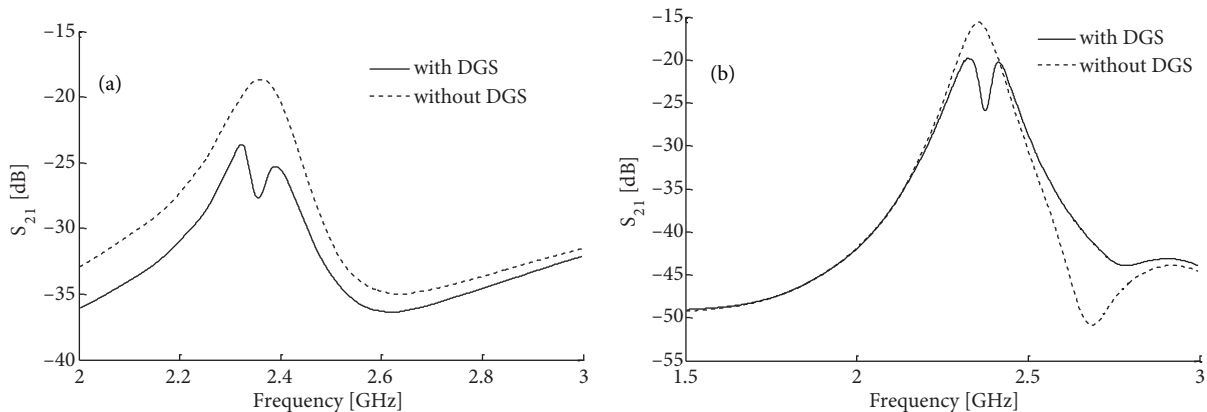 −15
−20
−25
−30
−35
−40
S21 [dB]
(a)
with DGS
without DGS
2
2.2
2.4
2.6
2.8
3
Frequency [GHz]
−15
−20
−25
−30
−35
−40
−45
−50
−55
S21 [dB]
(b)
with DGS
without DGS
1.5
2
2.5
3
Frequency [GHz]